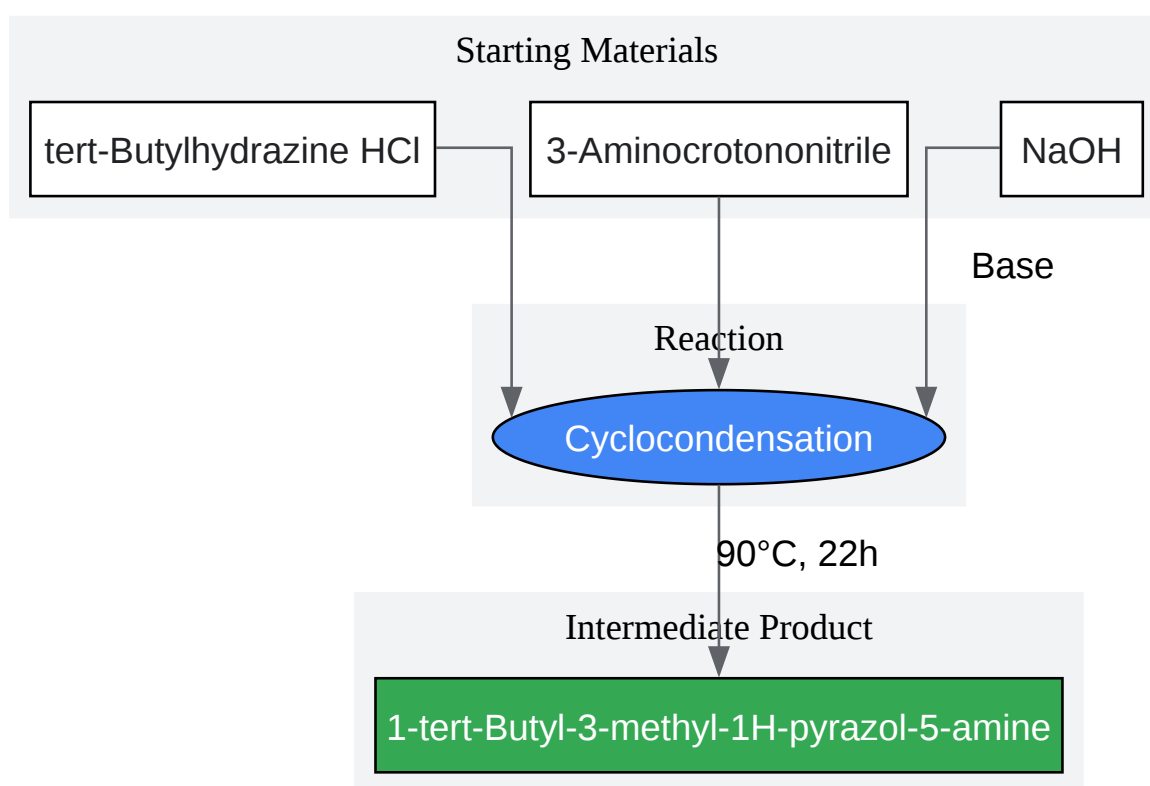 Starting Materials
tert-Butylhydrazine HCl
3-Aminocrotononitrile
NaOH
Base
Reaction
Cyclocondensation
90°C, 22h
Intermediate Product
1-tert-Butyl-3-methyl-1H-pyrazol-5-amine